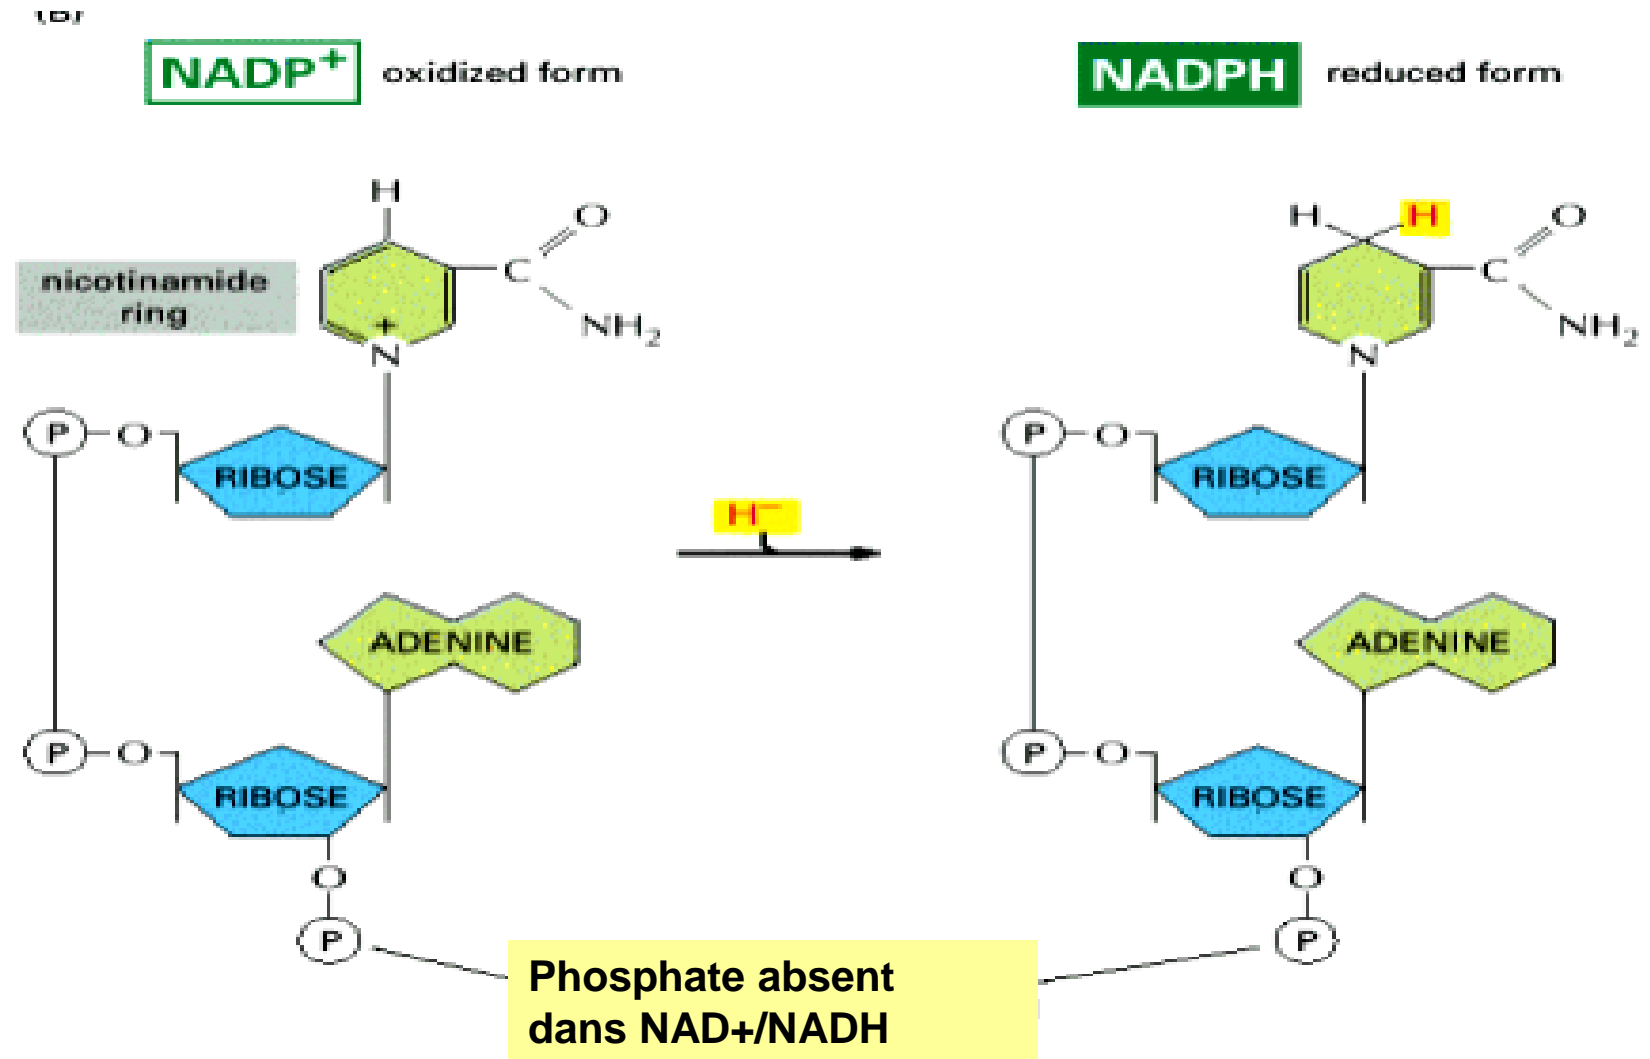 (B)
NADP+ oxidized form
NADPH reduced form
H
O
C
NH2
nicotinamide
ring
+
N
H H
O
C
NH2
N
P O
RIBOSE
P O
RIBOSE
H–
ADENINE
ADENINE
P O
RIBOSE
P O
RIBOSE
O
P
O
P
Phosphate absent
dans NAD+/NADH